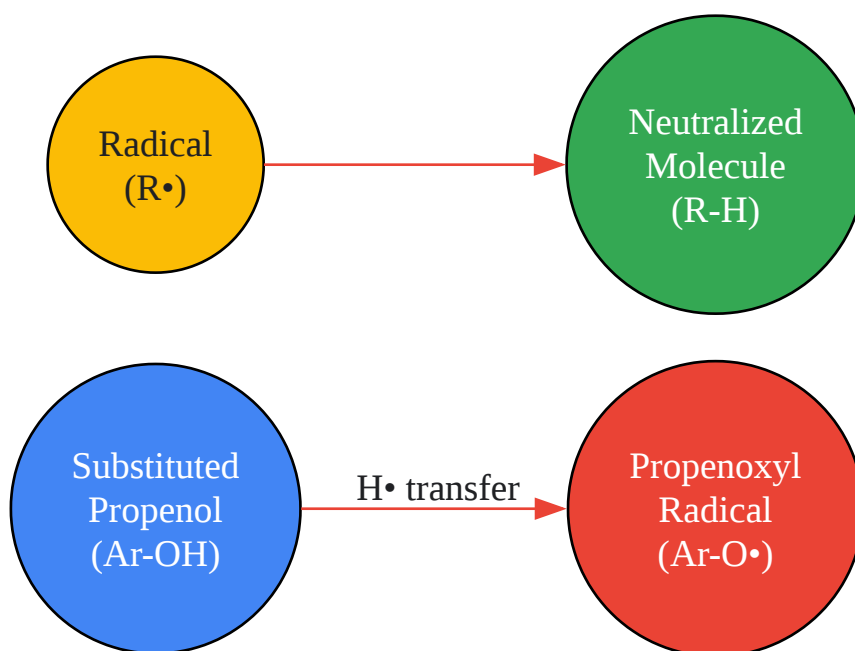 Radical
(R•)
Neutralized
Molecule
(R-H)
Substituted
Propenol
(Ar-OH)
H• transfer
Propenoxyl
Radical
(Ar-O•)